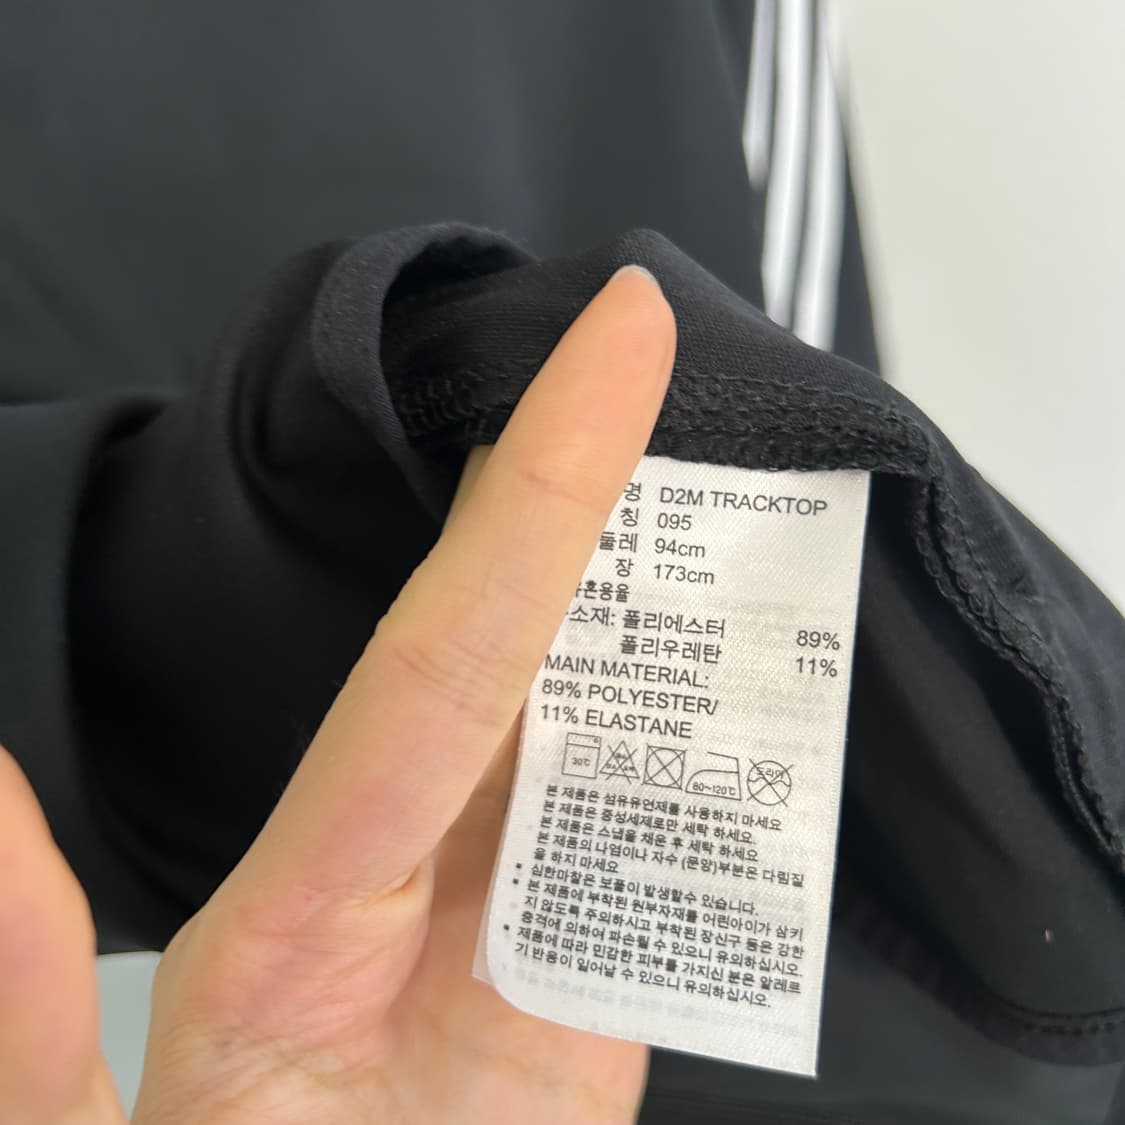 명 D2M TRACKTOP
칭 095
둘레 94cm
장 173cm
혼용율
소재: 폴리에스터 89%
폴리우레탄 11%
MAIN MATERIAL:
89% POLYESTER/
11% ELASTANE
30℃ 80~120℃ 드라이
본 제품은 섬유유연제를 사용하지 마세요
본 제품은 중성세제로만 세탁 하세요.
본 제품은 스냅을 채운 후 세탁 하세요
본 제품의 나염이나 자수 (문양)부분은 다림질
을 하지 마세요
• 심한마찰은 보풀이 발생할수 있습니다.
• 본 제품에 부착된 원부자재를 어린아이가 삼키
지 않도록 주의하시고 부착된 장신구 등은 강한
충격에 의하여 파손될 수 있으니 유의하십시오.
• 제품에 따라 민감한 피부를 가지신 분은 알레르
기 반응이 일어날 수 있으니 유의하십시오.